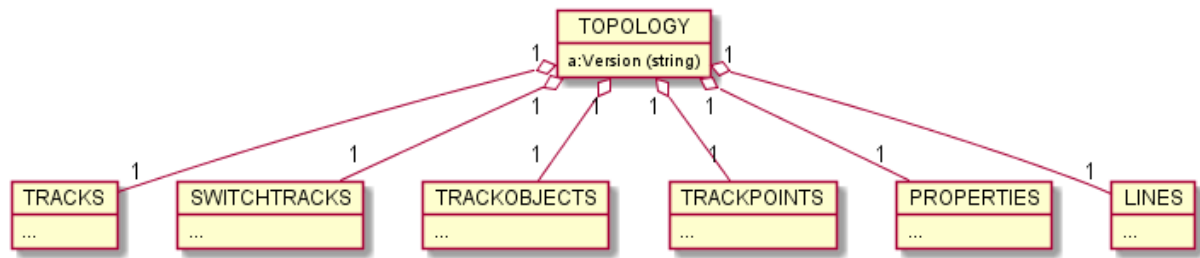 TOPOLOGY
a:Version (string)
1 1
1 1 1 1
1 1 1 1 1 1
TRACKS SWITCHTRACKS TRACKOBJECTS TRACKPOINTS PROPERTIES LINES
... ... ... ... ... ...